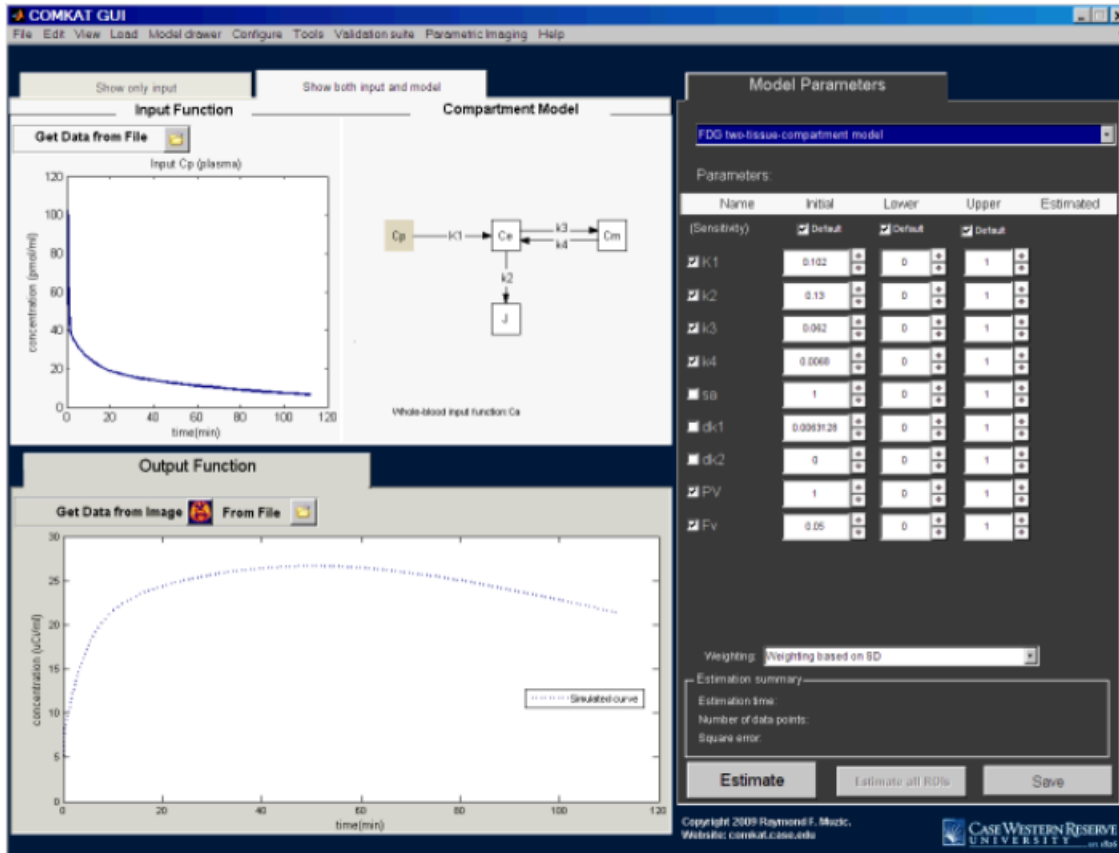 COMKAT GUI
File Edit View Load Model drawer Configure Tools Validation suite Parametric Imaging Help
Show only input
Show both input and model
Input Function
Compartment Model
Get Data from File
Input Cp (plasma)
120
100
80
60
40
20
0
concentration (pmol/ml)
0 20 40 60 80 100 120
time(min)
Cp
K1
Ce
k3
k4
Cm
k2
J
Whole-blood input function:Ca
Output Function
Get Data from Image From File
30
25
20
15
10
5
0
concentration (uCi/ml)
Simulated curve
0 20 40 60 80 100 120
time(min)
Model Parameters
FDG two-tissue-compartment model
Parameters:
Name Initial Lower Upper Estimated
(Sensitivity) Default Default Default
K1 0.102 0 1
k2 0.13 0 1
k3 0.062 0 1
k4 0.0068 0 1
sa 1 0 1
dk1 0.0063128 0 1
dk2 0 0 1
PV 1 0 1
Fv 0.05 0 1
Weighting: Weighting based on SD
Estimation summary
Estimation time:
Number of data points:
Square error:
Estimate Estimate all ROIs Save
Copyright 2009 Raymond F. Muzic.
Website: comkat.case.edu
CASE WESTERN RESERVE
UNIVERSITY